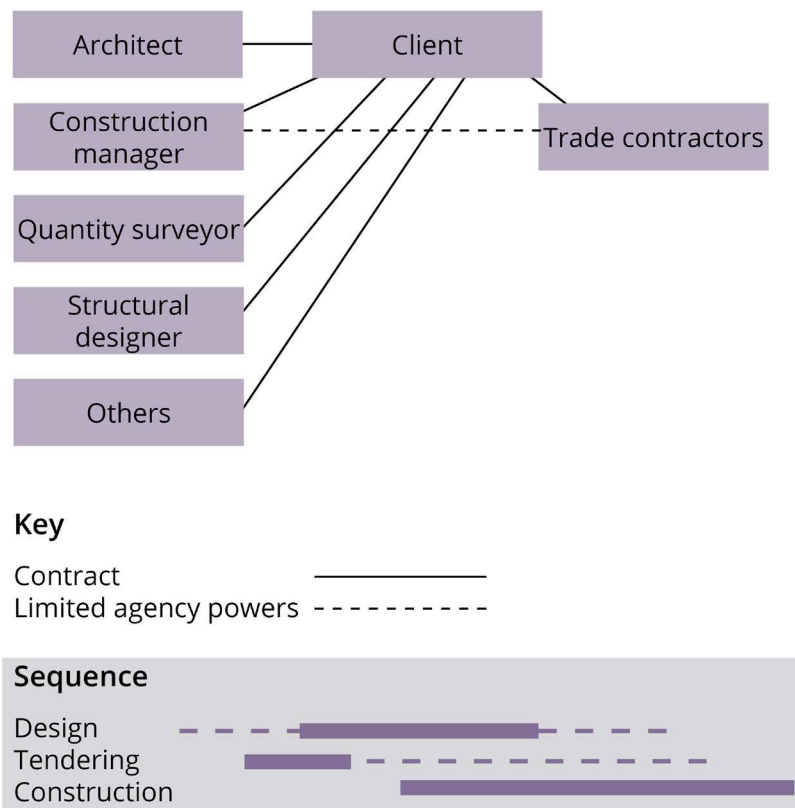 Architect
Client
Construction
manager
Trade contractors
Quantity surveyor
Structural
designer
Others
Key
Contract
Limited agency powers
Sequence
Design
Tendering
Construction